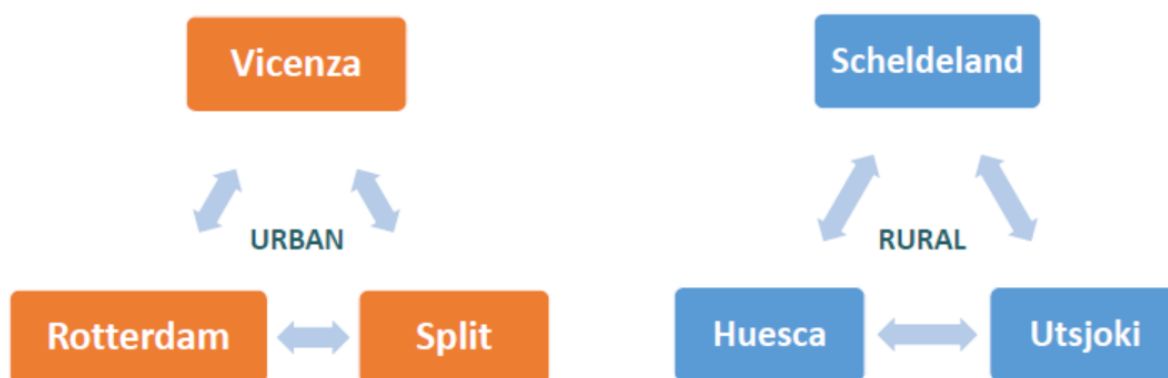 Vicenza
Scheldeland
URBAN
RURAL
Rotterdam
Split
Huesca
Utsjoki